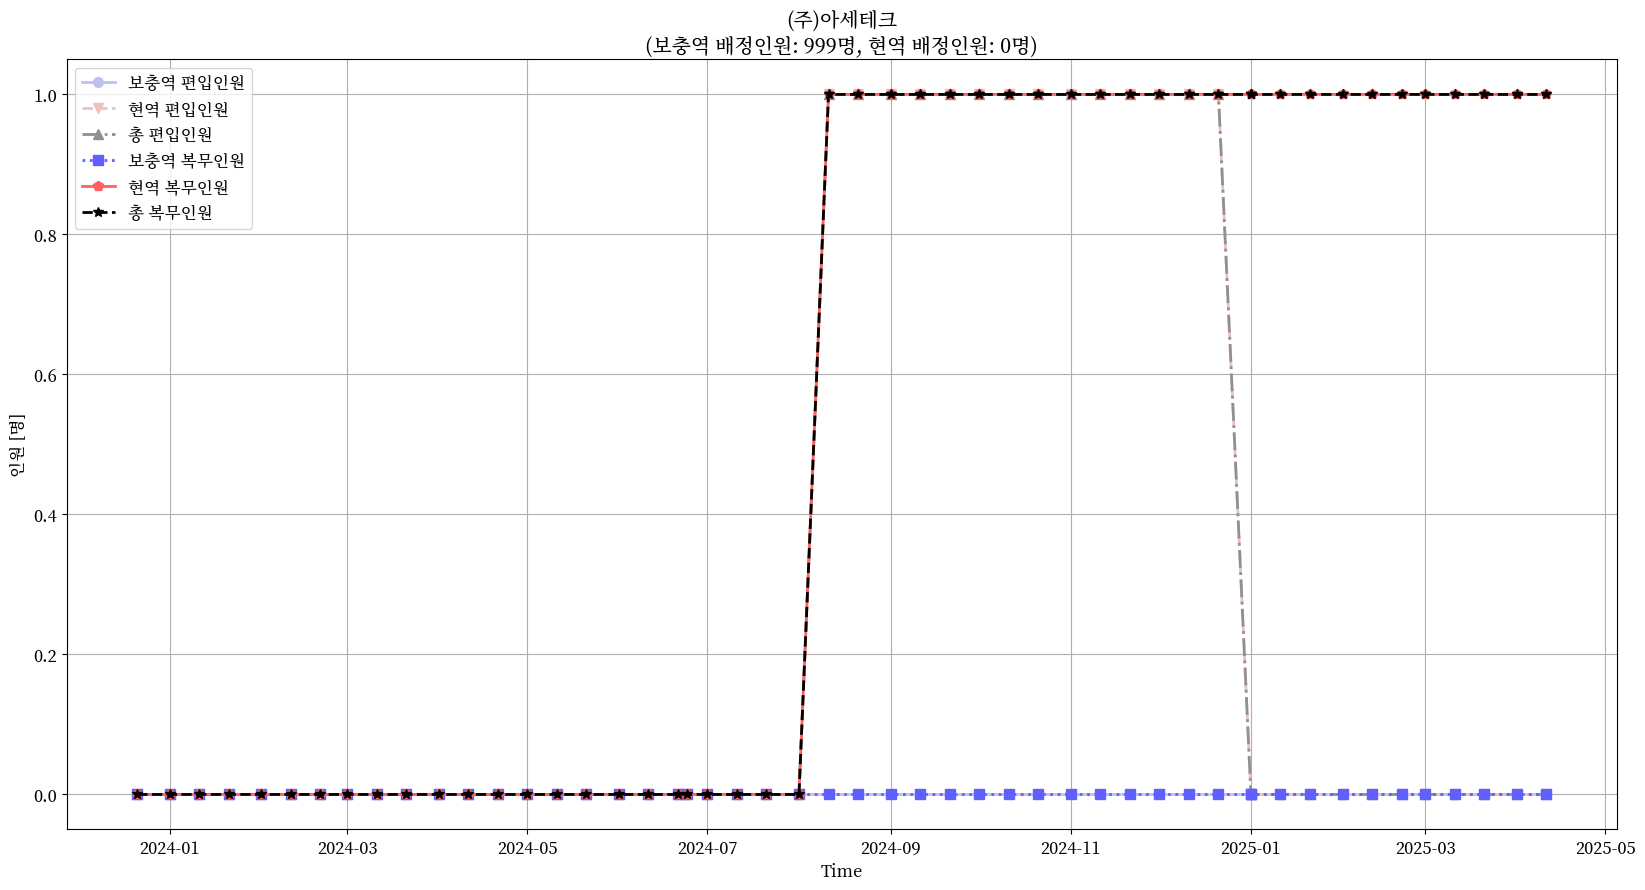 (주)아세테크
(보충역 배정인원: 999명, 현역 배정인원: 0명)
보충역 편입인원
현역 편입인원
총 편입인원
보충역 복무인원
현역 복무인원
총 복무인원
1.0
0.8
0.6
0.4
0.2
0.0
인원 [명]
2024-01
2024-03
2024-05
2024-07
2024-09
2024-11
2025-01
2025-03
2025-05
Time